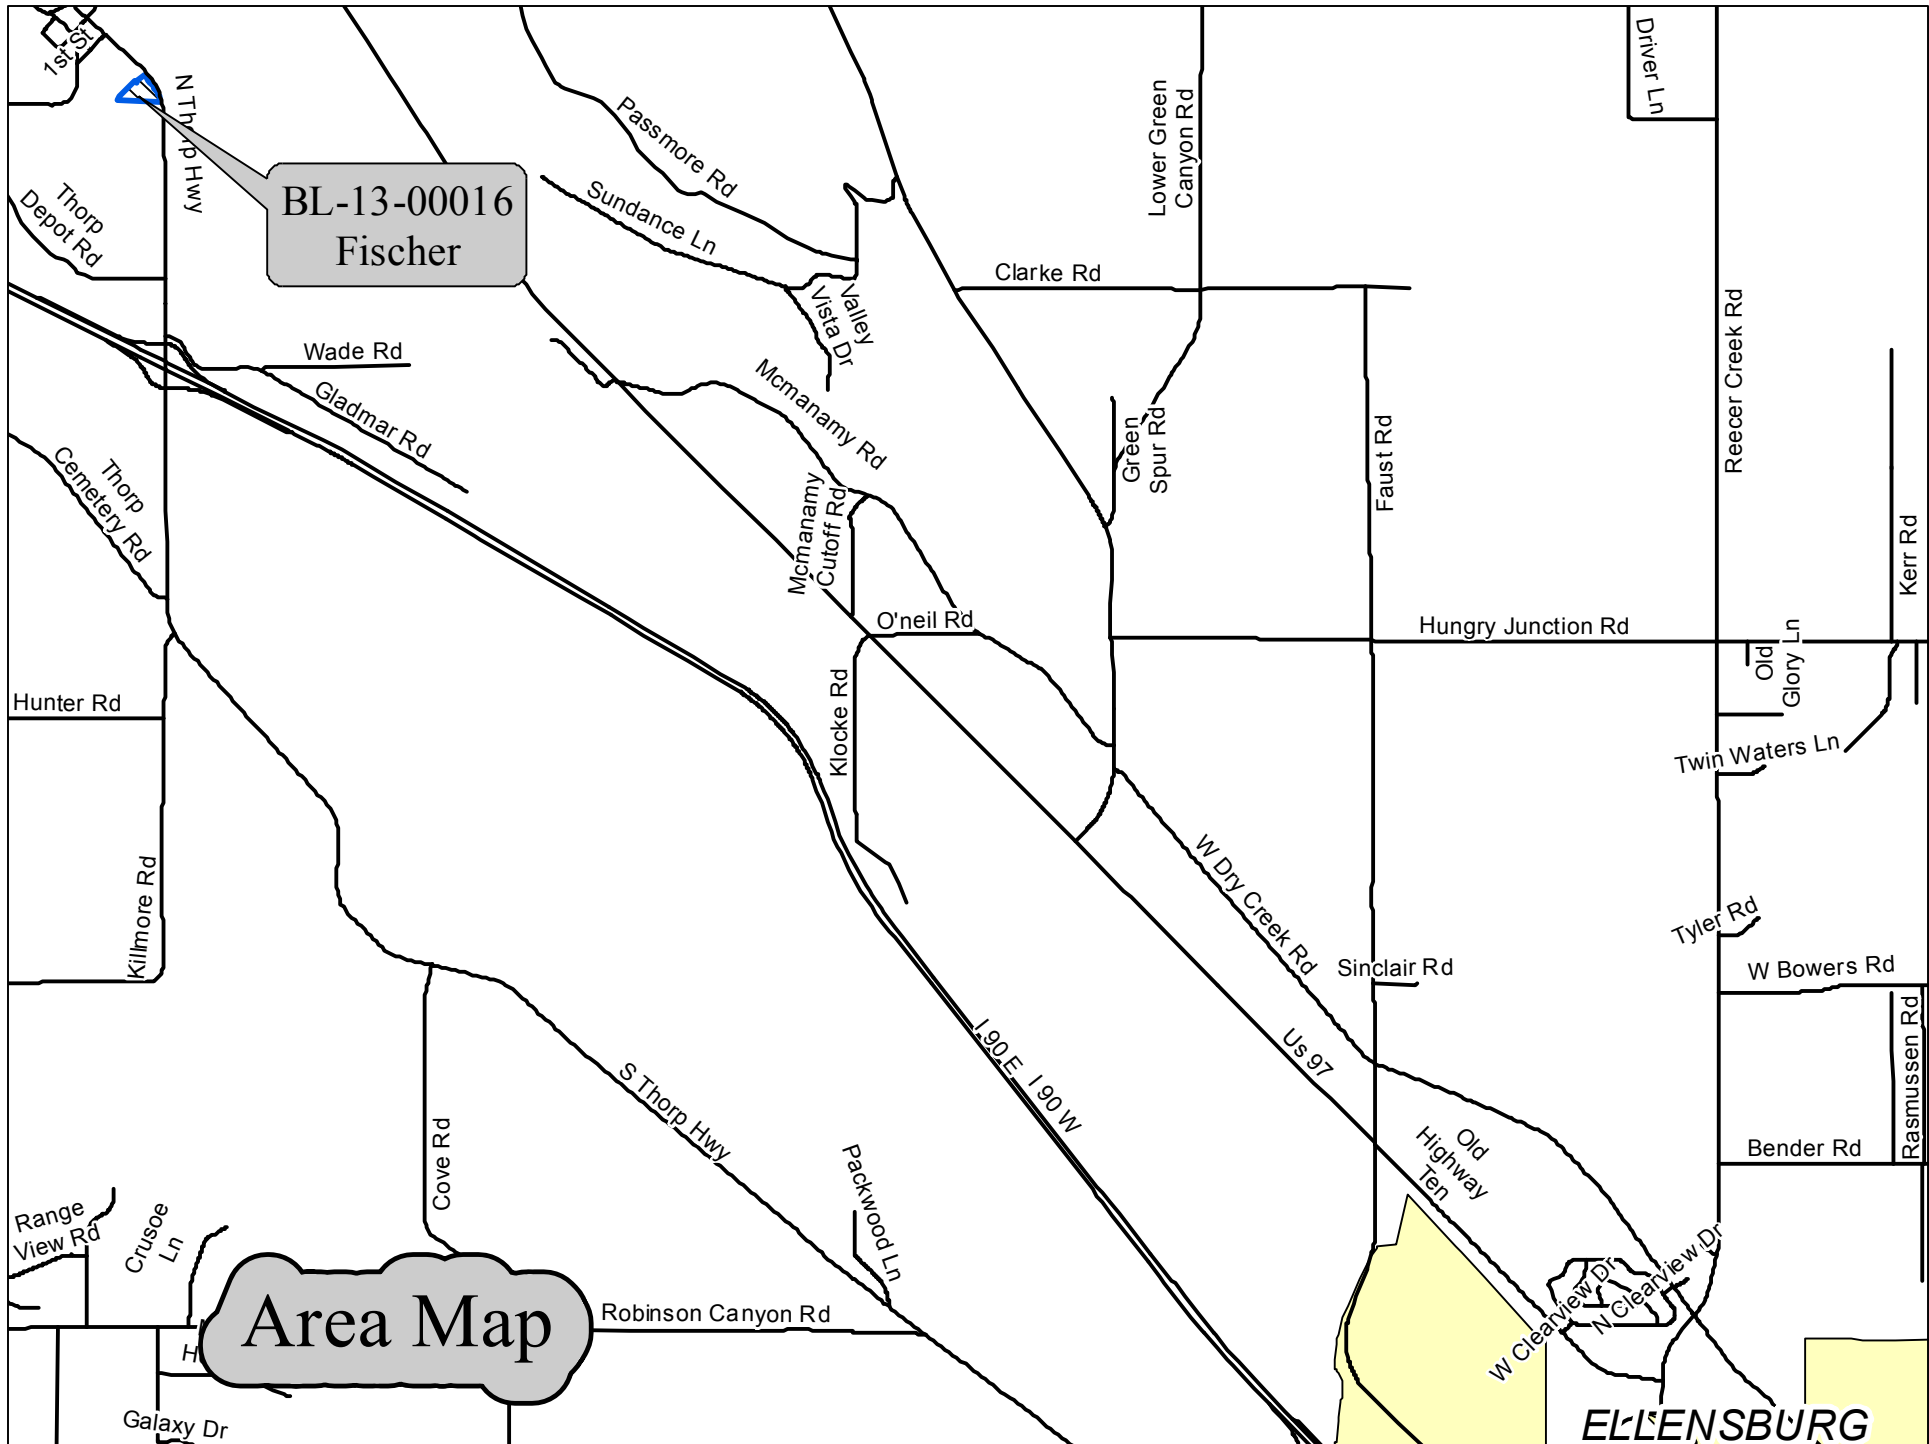 1st St
N Thorp Hwy
BL-13-00016
Fischer
Thorp
Depot Rd
Passmore Rd
Sundance Ln
Lower Green
Canyon Rd
Driver Ln
Clarke Rd
Valley
Vista Dr
Wade Rd
Gladmar Rd
Mcmanamy Rd
Green
Spur Rd
Faust Rd
Reecer Creek Rd
Thorp
Cemetery Rd
Mcmanamy
Cutoff Rd
Kerr Rd
O'neil Rd
Hungry Junction Rd
Old
Glory Ln
Hunter Rd
Klocke Rd
Twin Waters Ln
Killmore Rd
W Dry Creek Rd
Tyler Rd
Sinclair Rd
W Bowers Rd
I 90 E
I 90 W
Us 97
Rasmussen Rd
S Thorp Hwy
Cove Rd
Old
Highway
Ten
Bender Rd
Packwood Ln
Range
View Rd
Crusoe
Ln
W Clearview Dr
N Clearview Dr
Area Map
Robinson Canyon Rd
H
Galaxy Dr
ELLENSBURG